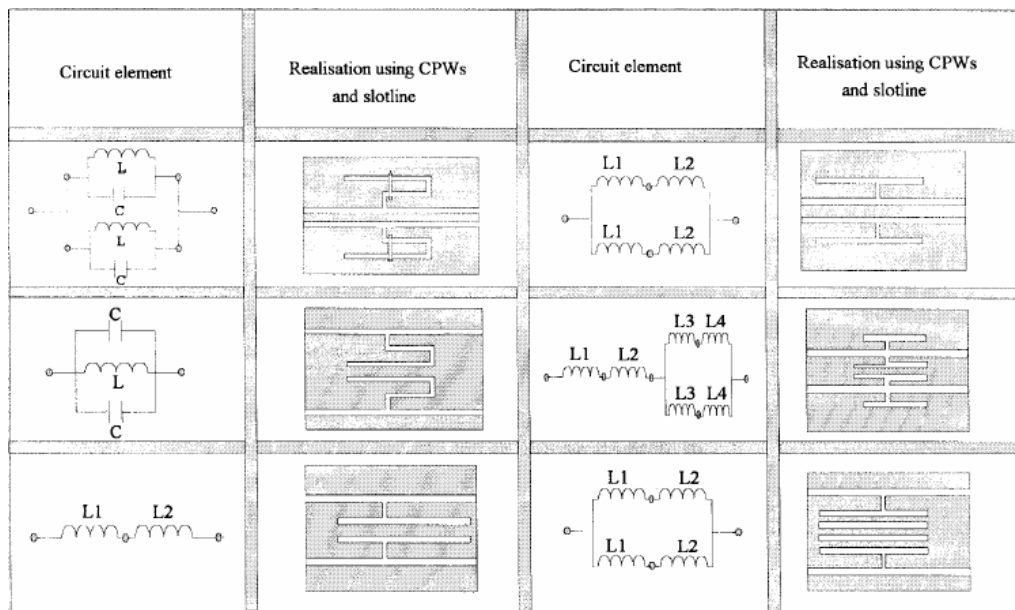 Circuit element
Realisation using CPWs
and slotline
Circuit element
Realisation using CPWs
and slotline
L
C
L
C
L1 L2
L1 L2
C
L
C
L3 L4
L1 L2
L3 L4
L1 L2
L1 L2
L1 L2